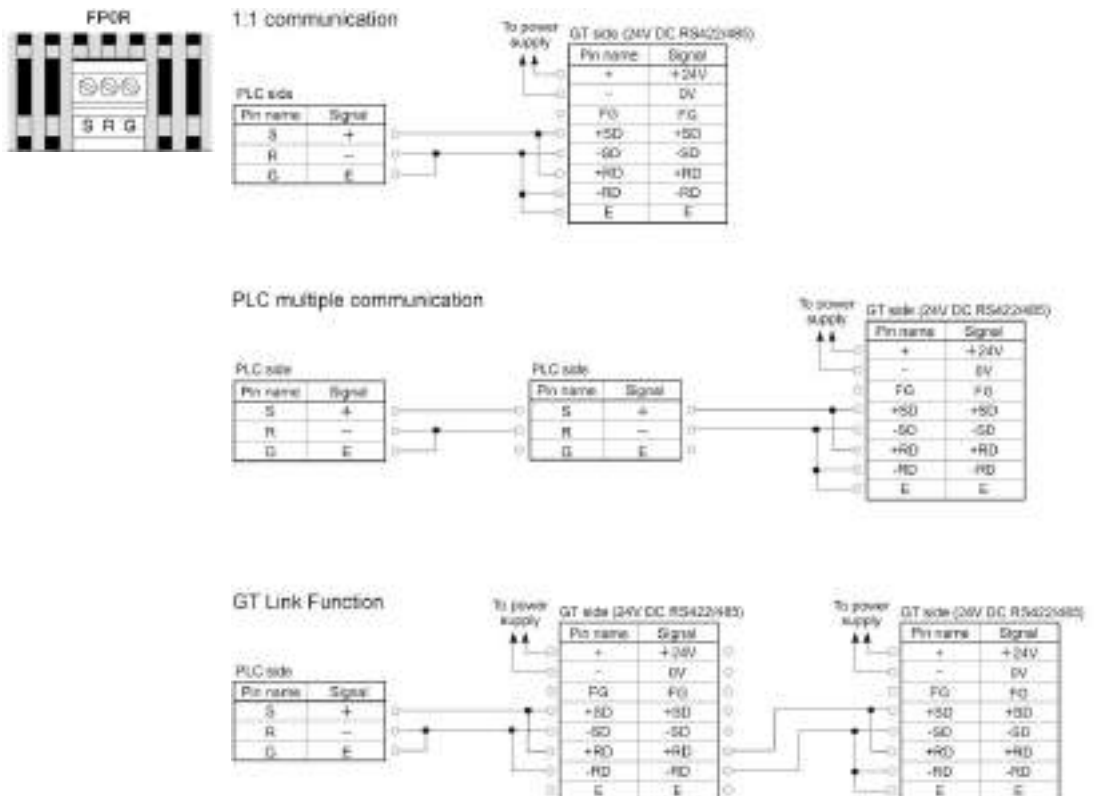 FP0R
S R G
1:1 communication
To power supply
GT side (24V DC RS422/485)
Pin name Signal
+ +24V
- 0V
FG FG
+SD +SD
-SD -SD
+RD +RD
-RD -RD
E E
PLC side
Pin name Signal
S +
R -
G E
PLC multiple communication
PLC side
Pin name Signal
S +
R -
G E
PLC side
Pin name Signal
S +
R -
G E
To power supply
GT side (24V DC RS422/485)
Pin name Signal
+ +24V
- 0V
FG FG
+SD +SD
-SD -SD
+RD +RD
-RD -RD
E E
GT Link Function
PLC side
Pin name Signal
S +
R -
G E
To power supply
GT side (24V DC RS422/485)
Pin name Signal
+ +24V
- 0V
FG FG
+SD +SD
-SD -SD
+RD +RD
-RD -RD
E E
To power supply
GT side (24V DC RS422/485)
Pin name Signal
+ +24V
- 0V
FG FG
+SD +SD
-SD -SD
+RD +RD
-RD -RD
E E